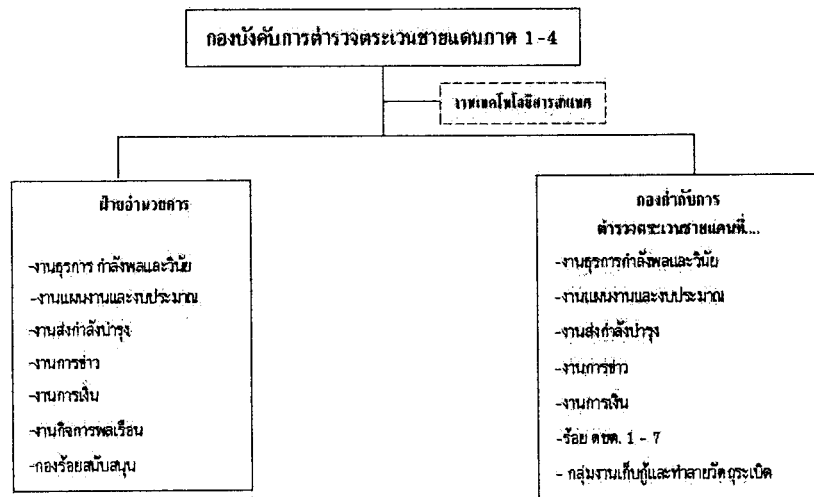 กองบังคับการตำรวจตระเวนชายแดนภาค 1-4
งานเทคโนโลยีสารสนเทศ
ฝ่ายอำนวยการ
-งานธุรการ กำลังพลและวินัย
-งานแผนงานและงบประมาณ
-งานส่งกำลังบำรุง
-งานการข่าว
-งานการเงิน
-งานกิจการพลเรือน
-กองร้อยสนับสนุน
กองกำกับการ
ตำรวจตระเวนชายแดนที่....
-งานธุรการกำลังพลและวินัย
-งานแผนงานและงบประมาณ
-งานส่งกำลังบำรุง
-งานการข่าว
-งานการเงิน
-ร้อย ตชด. 1 - 7
- กลุ่มงานเก็บกู้และทำลายวัตถุระเบิด